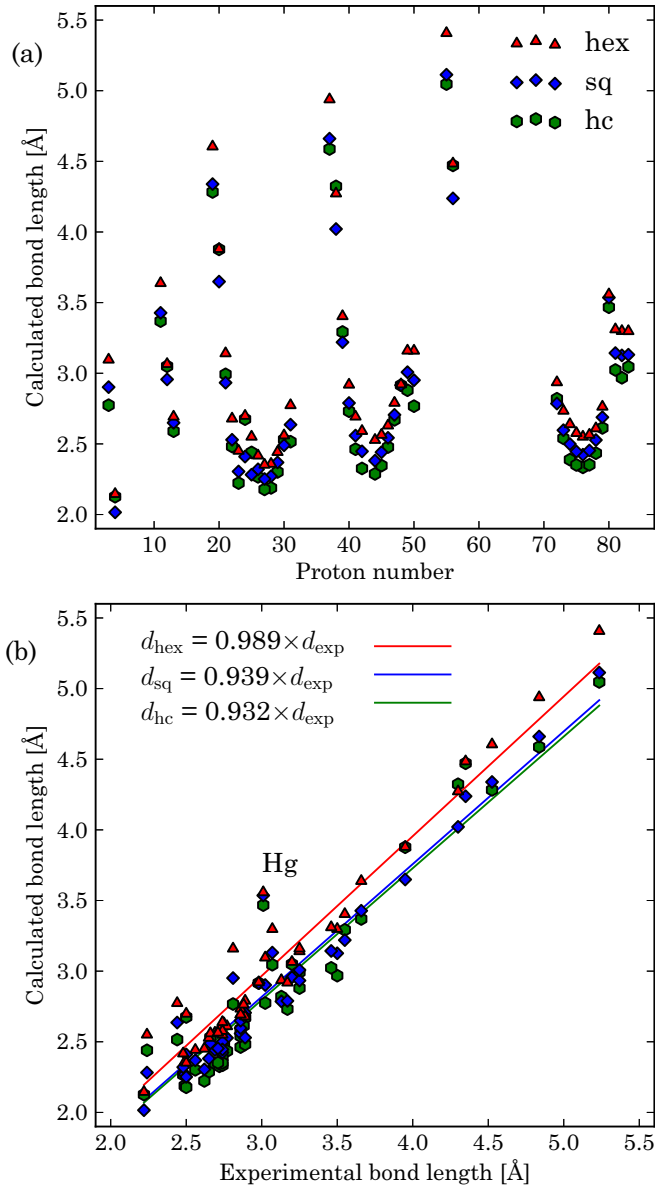 (a)
5.5
5.0
4.5
4.0
3.5
3.0
2.5
2.0
Calculated bond length [Å]
hex
sq
hc
10 20 30 40 50 60 70 80
Proton number
(b)
5.5
5.0
4.5
4.0
3.5
3.0
2.5
2.0
Calculated bond length [Å]
d_hex = 0.989×d_exp
d_sq = 0.939×d_exp
d_hc = 0.932×d_exp
Hg
2.0 2.5 3.0 3.5 4.0 4.5 5.0 5.5
Experimental bond length [Å]